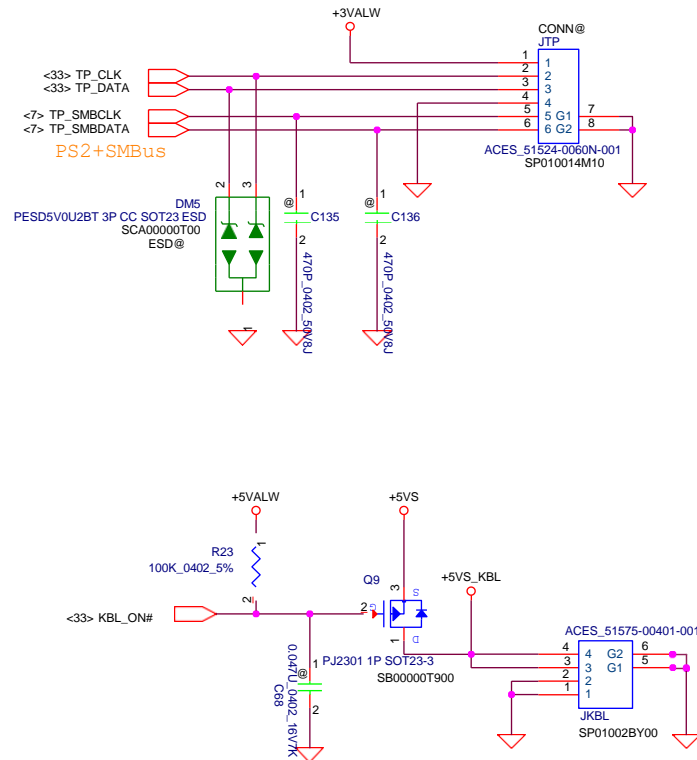 +3VALW
CONN@
JTP
1
2
3
4
5
6
1
2
3
4
5 G1
6 G2
7
8
ACES_51524-0060N-001
SP010014M10
<33> TP_CLK
<33> TP_DATA
<7> TP_SMBCLK
<7> TP_SMBDATA
PS2+SMBus
2
3
DM5
PESD5V0U2BT 3P CC SOT23 ESD
SCA00000T00
ESD@
1
@
1
C135
2
470P_0402_50V8J
@
1
C136
2
470P_0402_50V8J
+5VALW
1
R23
100K_0402_5%
2
<33> KBL_ON#
0.047U_0402_16V7K
@
1
C68
2
+5VS
Q9
3
S
2
G
1
D
PJ2301 1P SOT23-3
SB00000T900
+5VS_KBL
ACES_51575-00401-001
4
3
2
1
4 G2
3 G1
2
1
6
5
JKBL
SP01002BY00